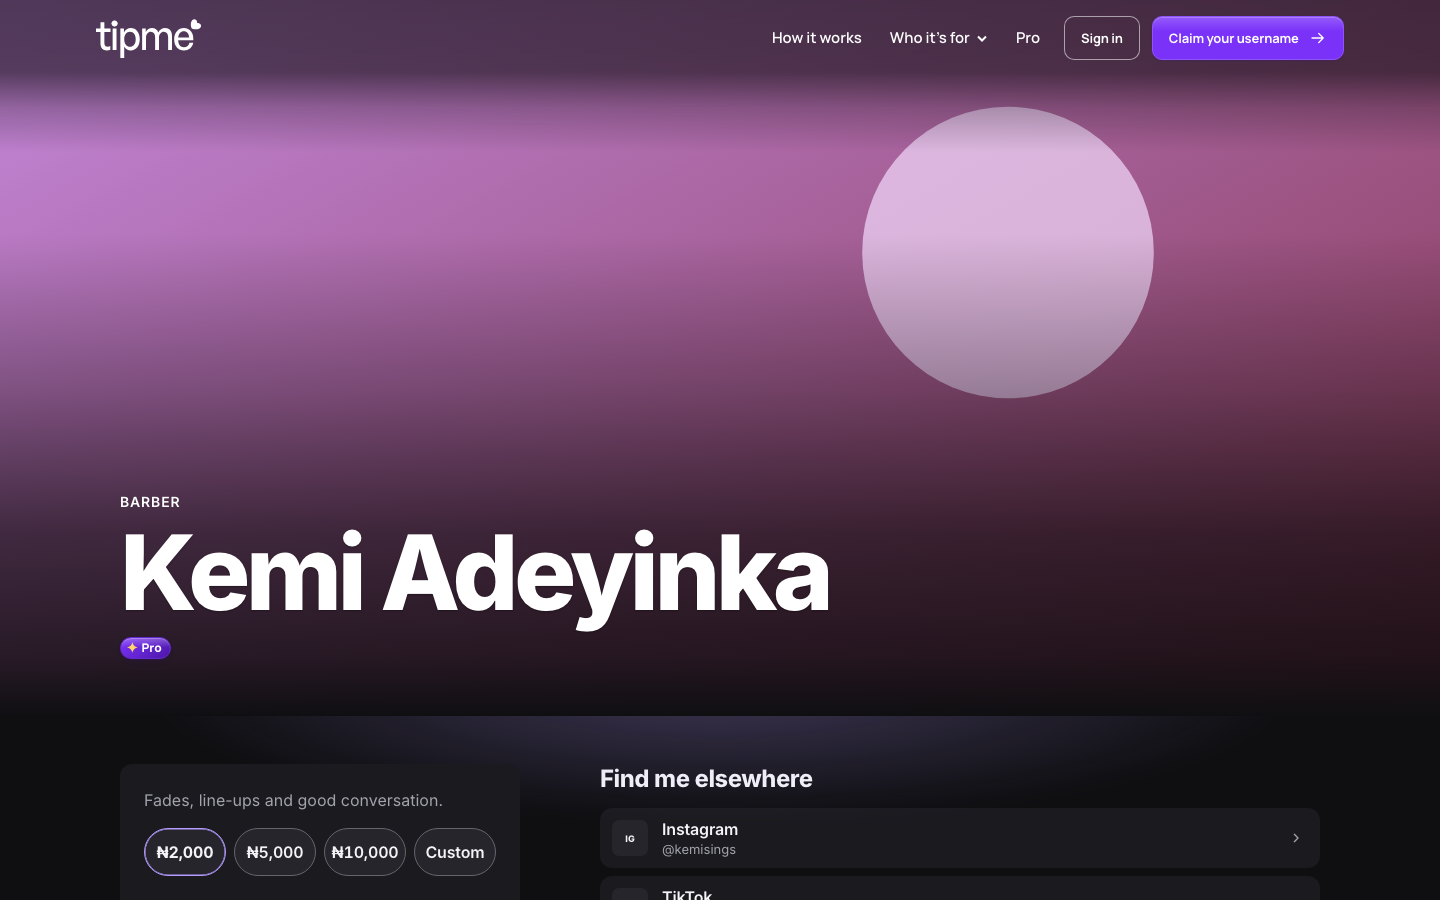 tipme
How it works
Who it's for
Pro
Sign in
Claim your username
BARBER
Kemi Adeyinka
Pro
Find me elsewhere
Fades, line-ups and good conversation.
₦2,000
₦5,000
₦10,000
Custom
IG
Instagram
@kemisings
TikTok